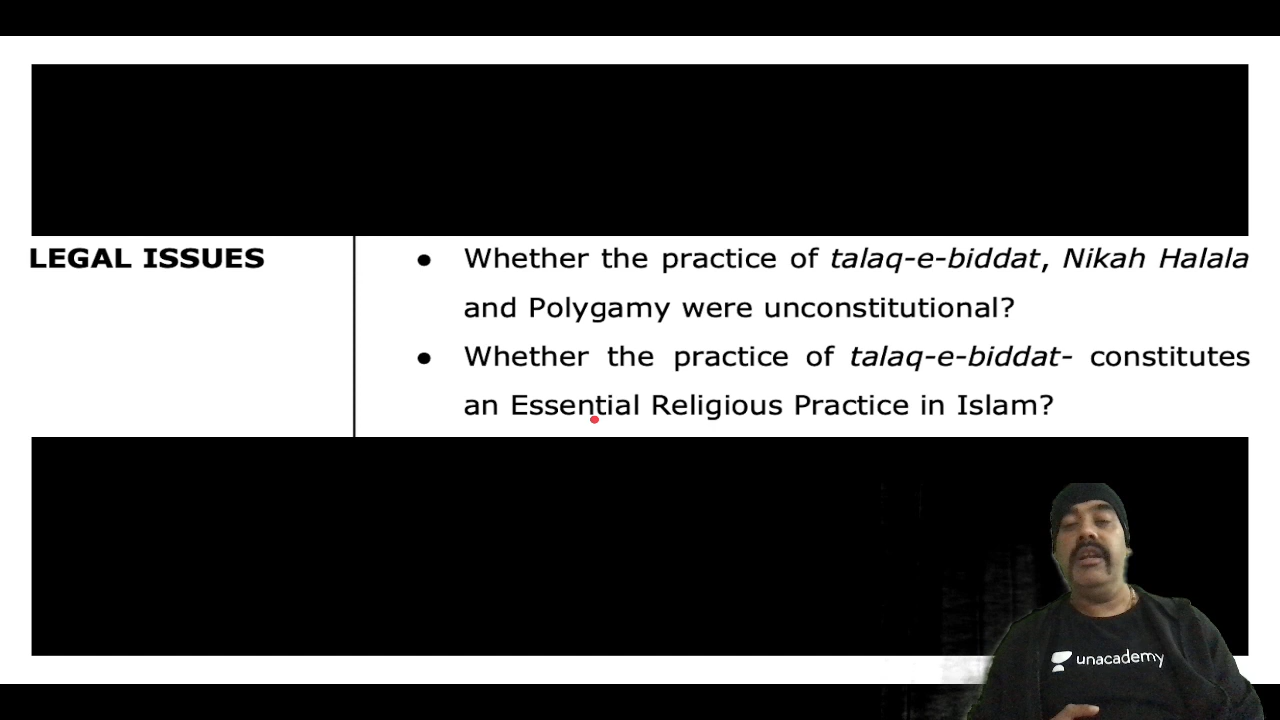 LEGAL ISSUES
● Whether the practice of talaq-e-biddat, Nikah Halala
and Polygamy were unconstitutional?
● Whether the practice of talaq-e-biddat- constitutes
an Essential Religious Practice in Islam?
unacademy